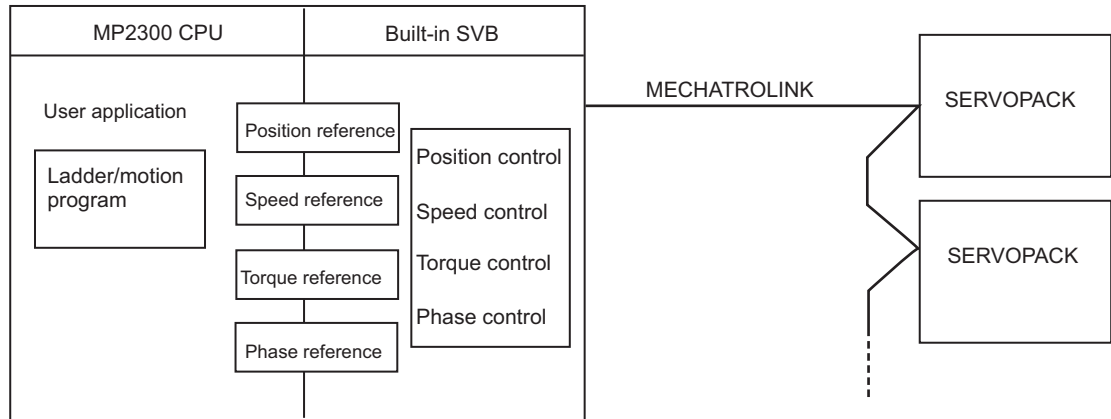 MP2300 CPU
Built-in SVB
User application
Ladder/motion
program
Position reference
Speed reference
Torque reference
Phase reference
Position control
Speed control
Torque control
Phase control
MECHATROLINK
SERVOPACK
SERVOPACK